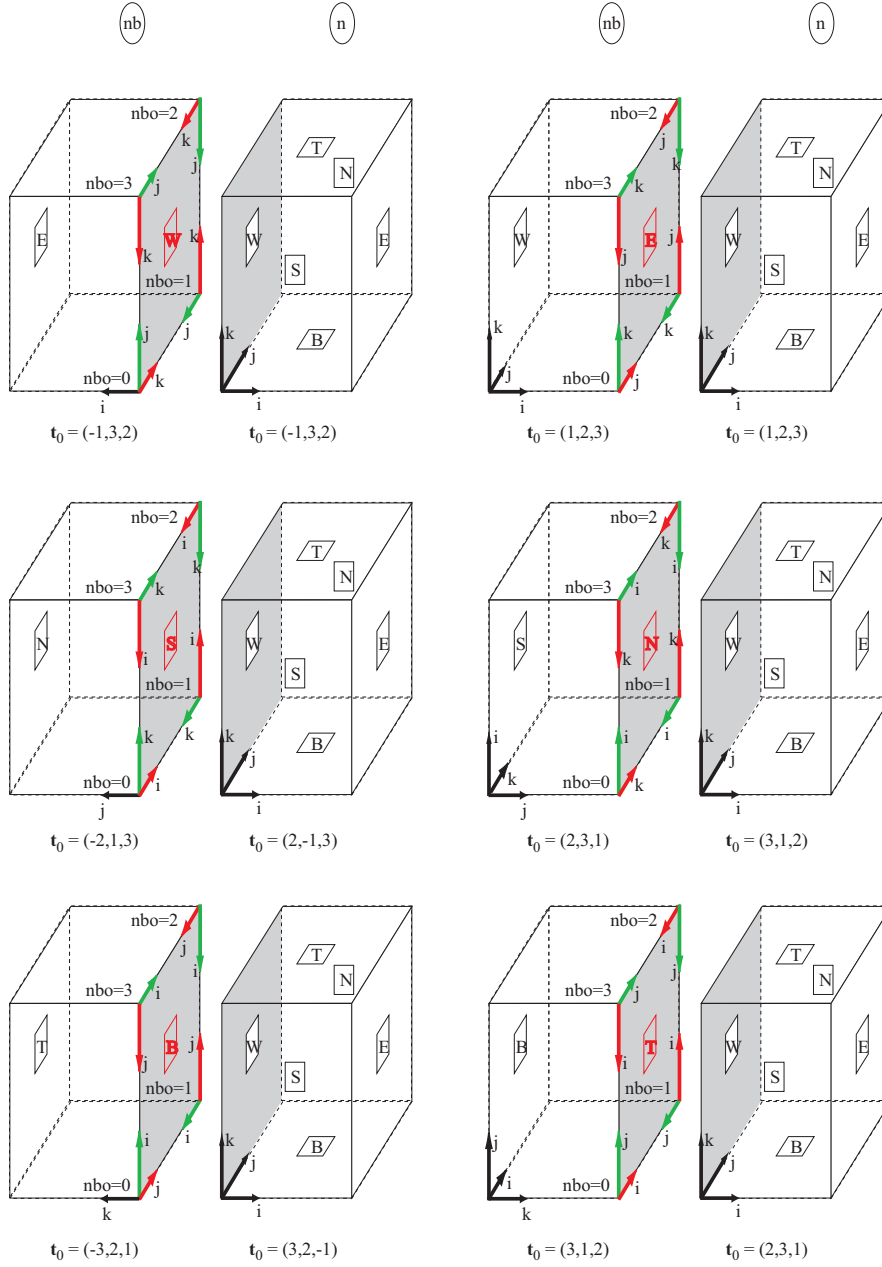 nb n nb n
nbo=2
k
j
T
N
nbo=3
j
E
W
k
k
W
E
S
nbo=1
j
j
k
j
nbo=0
k
i
i
t₀ = (-1,3,2) t₀ = (-1,3,2)
nbo=2
j
k
T
N
nbo=3
k
W
E
j
j
W
E
S
nbo=1
k
k
k
k
j
j
nbo=0
j
i
t₀ = (1,2,3) t₀ = (1,2,3)
nbo=2
i
k
T
N
nbo=3
k
N
S
i
i
W
E
S
nbo=1
k
k
k
j
B
nbo=0
i
j
i
t₀ = (-2,1,3) t₀ = (2,-1,3)
nbo=2
k
i
T
N
nbo=3
i
S
N
k
k
W
E
S
nbo=1
i
i
i
k
k
j
B
nbo=0
k
j
i
t₀ = (2,3,1) t₀ = (3,1,2)
nbo=2
j
i
T
N
nbo=3
i
T
B
j
j
W
E
S
nbo=1
i
i
k
j
B
nbo=0
j
k
i
t₀ = (-3,2,1) t₀ = (3,2,-1)
nbo=2
i
j
T
N
nbo=3
j
B
T
i
i
W
E
S
nbo=1
j
j
j
k
i
j
B
nbo=0
i
k
i
t₀ = (3,1,2) t₀ = (2,3,1)